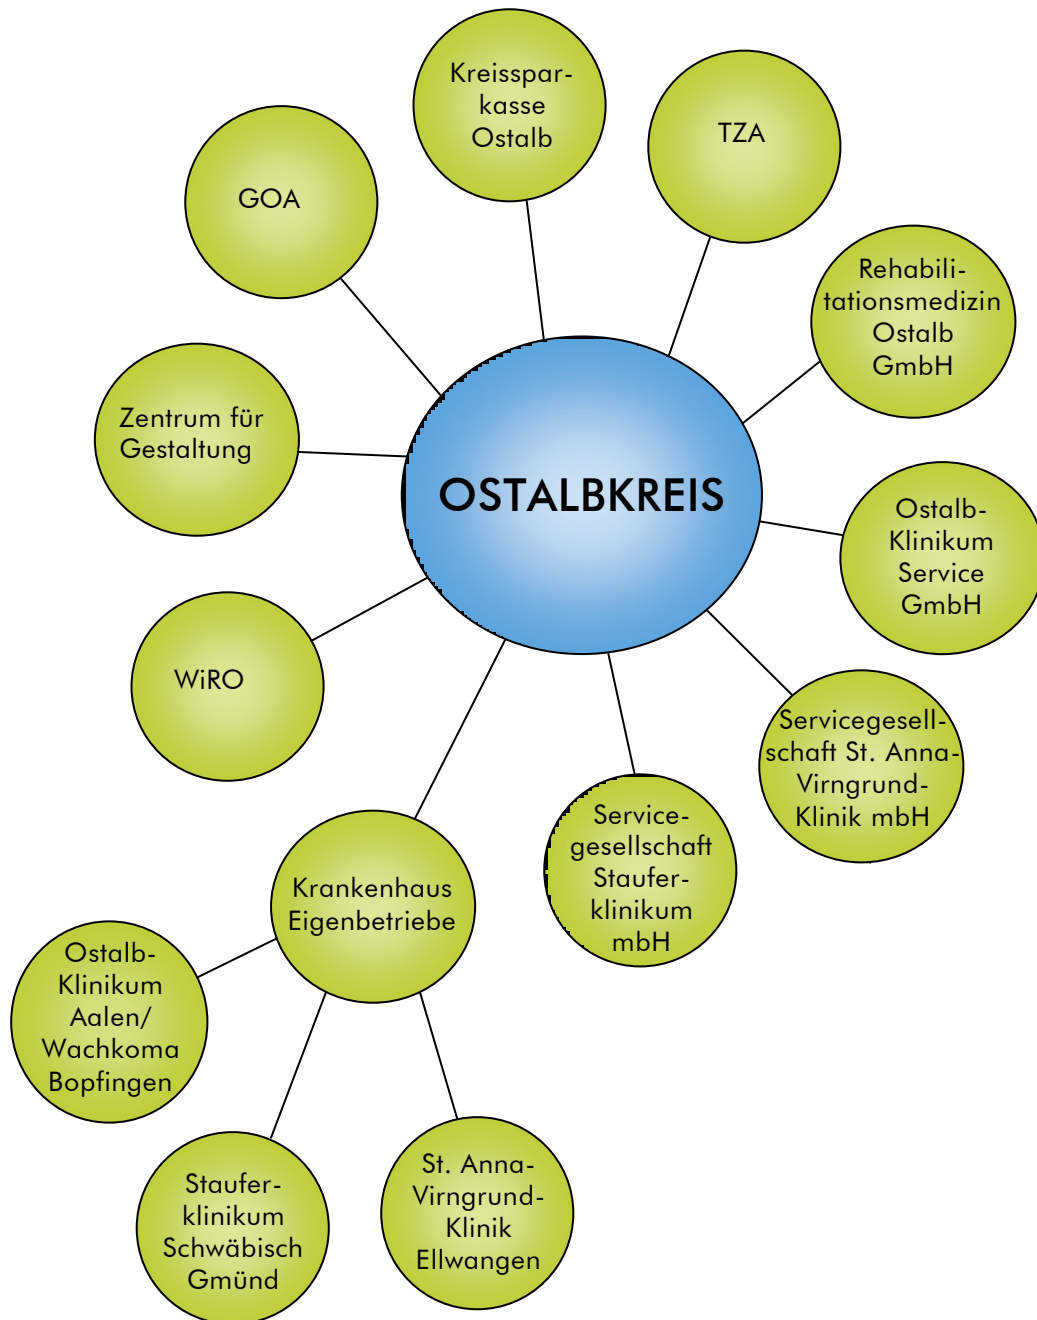 Kreisspar-
kasse
Ostalb
TZA
GOA
Rehabili-
tationsmedizin
Ostalb
GmbH
Zentrum für
Gestaltung
OSTALBKREIS
Ostalb-
Klinikum
Service
GmbH
WiRO
Servicegesell-
schaft St. Anna-
Virngrund-
Klinik mbH
Service-
gesellschaft
Staufer-
klinikum
mbH
Krankenhaus
Eigenbetriebe
Ostalb-
Klinikum
Aalen/
Wachkoma
Bopfingen
Staufer-
klinikum
Schwäbisch
Gmünd
St. Anna-
Virngrund-
Klinik
Ellwangen